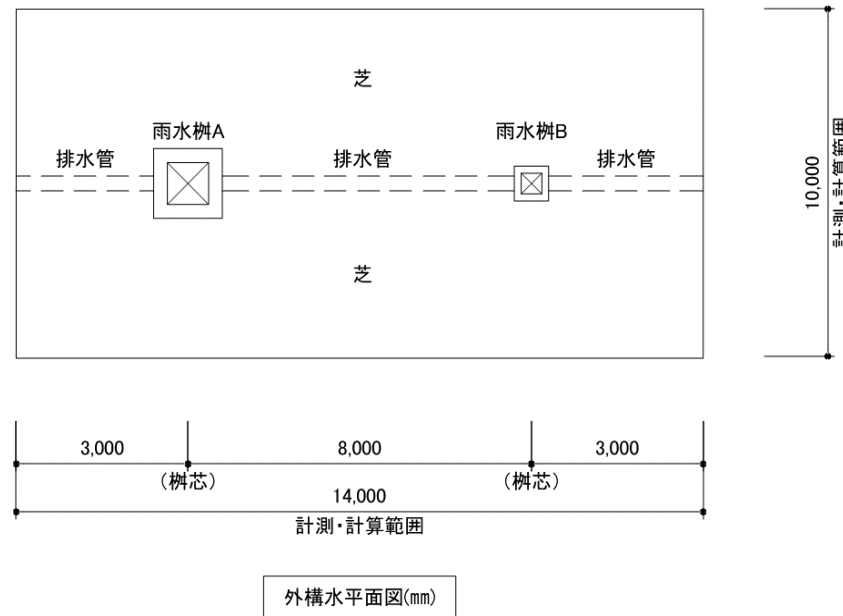 芝
雨水桝A
雨水桝B
排水管
排水管
排水管
芝
10,000
計測・計算範囲
3,000
8,000
3,000
(桝芯)
(桝芯)
14,000
計測・計算範囲
外構水平面図(mm)